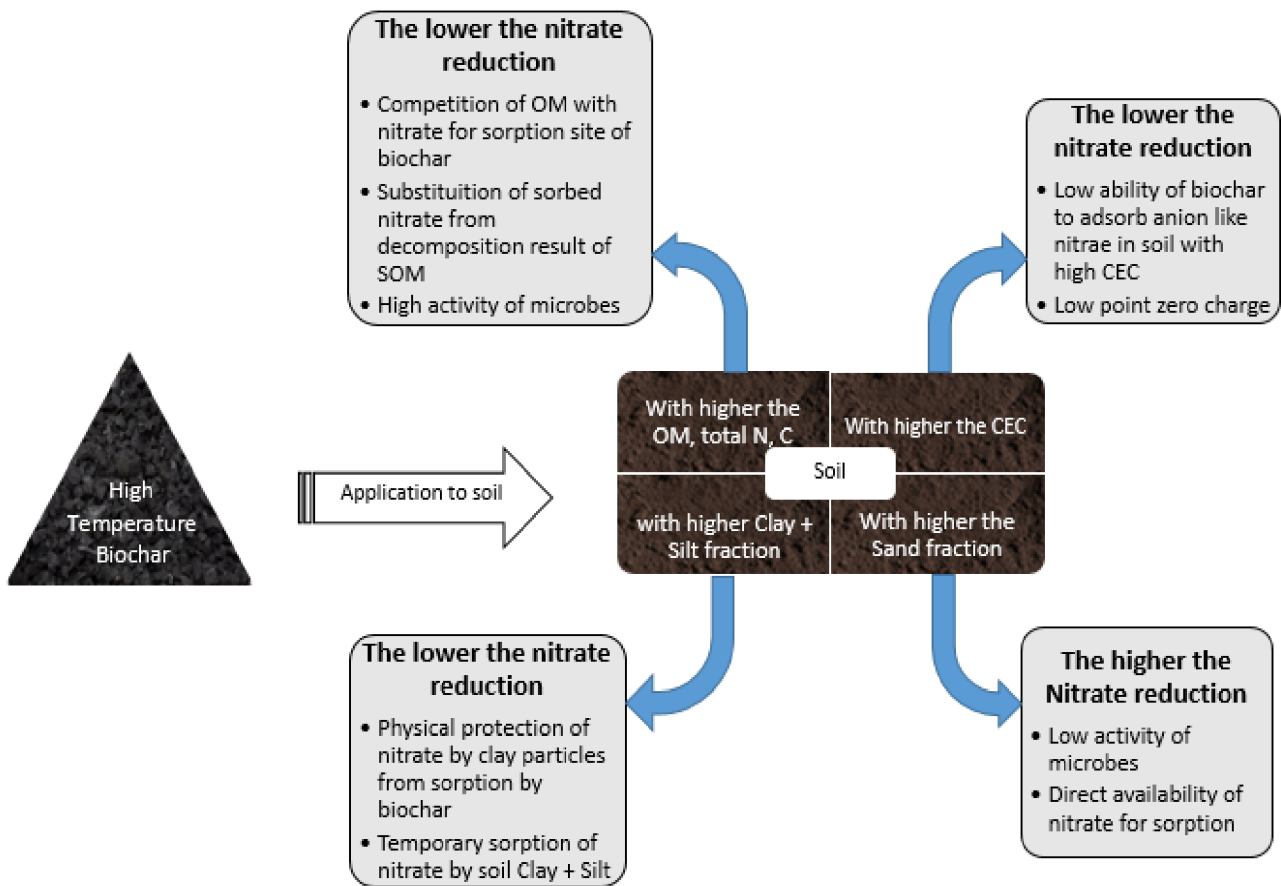 The lower the nitrate
reduction
• Competition of OM with
nitrate for sorption site of
biochar
• Substituition of sorbed
nitrate from
decomposition result of
SOM
• High activity of microbes
The lower the
nitrate reduction
• Low ability of biochar
to adsorb anion like
nitrae in soil with
high CEC
• Low point zero charge
High
Temperature
Biochar
Application to soil
With higher the
OM, total N, C
With higher the CEC
Soil
with higher Clay +
Silt fraction
With higher the
Sand fraction
The lower the nitrate
reduction
• Physical protection of
nitrate by clay particles
from sorption by
biochar
• Temporary sorption of
nitrate by soil Clay + Silt
The higher the
Nitrate reduction
• Low activity of
microbes
• Direct availability of
nitrate for sorption